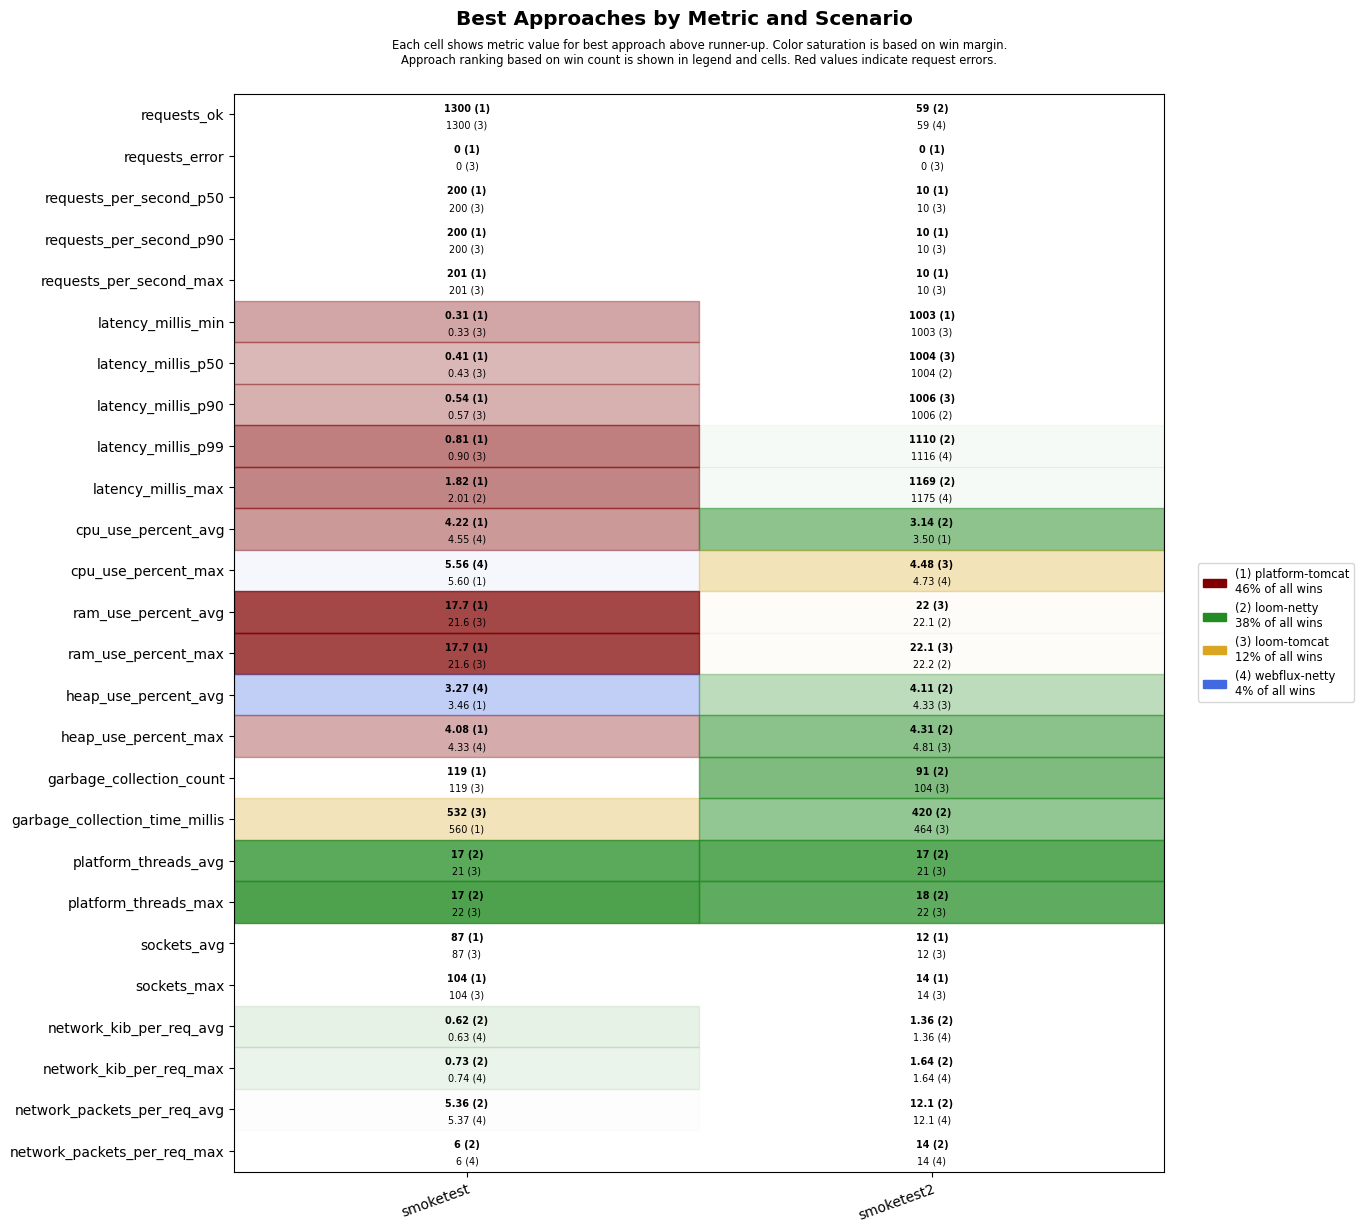 Best Approaches by Metric and Scenario
Each cell shows metric value for best approach above runner-up. Color saturation is based on win margin.
Approach ranking based on win count is shown in legend and cells. Red values indicate request errors.
requests_ok
1300 (1)
1300 (3)
59 (2)
59 (4)
requests_error
0 (1)
0 (3)
0 (1)
0 (3)
requests_per_second_p50
200 (1)
200 (3)
10 (1)
10 (3)
requests_per_second_p90
200 (1)
200 (3)
10 (1)
10 (3)
requests_per_second_max
201 (1)
201 (3)
10 (1)
10 (3)
latency_millis_min
0.31 (1)
0.33 (3)
1003 (1)
1003 (3)
latency_millis_p50
0.41 (1)
0.43 (3)
1004 (3)
1004 (2)
latency_millis_p90
0.54 (1)
0.57 (3)
1006 (3)
1006 (2)
latency_millis_p99
0.81 (1)
0.90 (3)
1110 (2)
1116 (4)
latency_millis_max
1.82 (1)
2.01 (2)
1169 (2)
1175 (4)
cpu_use_percent_avg
4.22 (1)
4.55 (4)
3.14 (2)
3.50 (1)
cpu_use_percent_max
5.56 (4)
5.60 (1)
4.48 (3)
4.73 (4)
ram_use_percent_avg
17.7 (1)
21.6 (3)
22 (3)
22.1 (2)
ram_use_percent_max
17.7 (1)
21.6 (3)
22.1 (3)
22.2 (2)
heap_use_percent_avg
3.27 (4)
3.46 (1)
4.11 (2)
4.33 (3)
heap_use_percent_max
4.08 (1)
4.33 (4)
4.31 (2)
4.81 (3)
garbage_collection_count
119 (1)
119 (3)
91 (2)
104 (3)
garbage_collection_time_millis
532 (3)
560 (1)
420 (2)
464 (3)
platform_threads_avg
17 (2)
21 (3)
17 (2)
21 (3)
platform_threads_max
17 (2)
22 (3)
18 (2)
22 (3)
sockets_avg
87 (1)
87 (3)
12 (1)
12 (3)
sockets_max
104 (1)
104 (3)
14 (1)
14 (3)
network_kib_per_req_avg
0.62 (2)
0.63 (4)
1.36 (2)
1.36 (4)
network_kib_per_req_max
0.73 (2)
0.74 (4)
1.64 (2)
1.64 (4)
network_packets_per_req_avg
5.36 (2)
5.37 (4)
12.1 (2)
12.1 (4)
network_packets_per_req_max
6 (2)
6 (4)
14 (2)
14 (4)
smoketest
smoketest2
(1) platform-tomcat
46% of all wins
(2) loom-netty
38% of all wins
(3) loom-tomcat
12% of all wins
(4) webflux-netty
4% of all wins